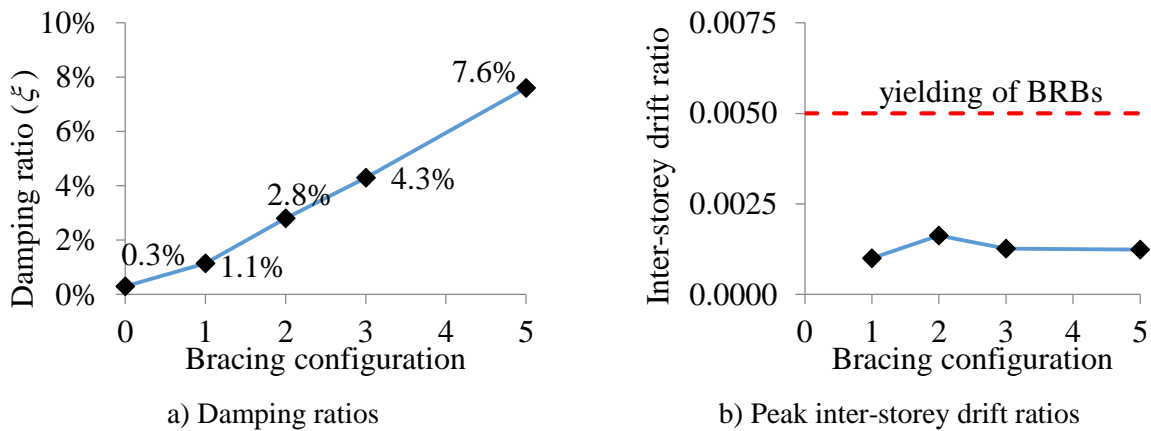 10%
8%
6%
4%
2%
0%
Damping ratio (ξ)
0.3%
1.1%
2.8%
4.3%
7.6%
0 1 2 3 5
Bracing configuration
a) Damping ratios
0.0075
0.0050
0.0025
0.0000
Inter-storey drift ratio
yielding of BRBs
0 1 2 3 4 5
Bracing configuration
b) Peak inter-storey drift ratios